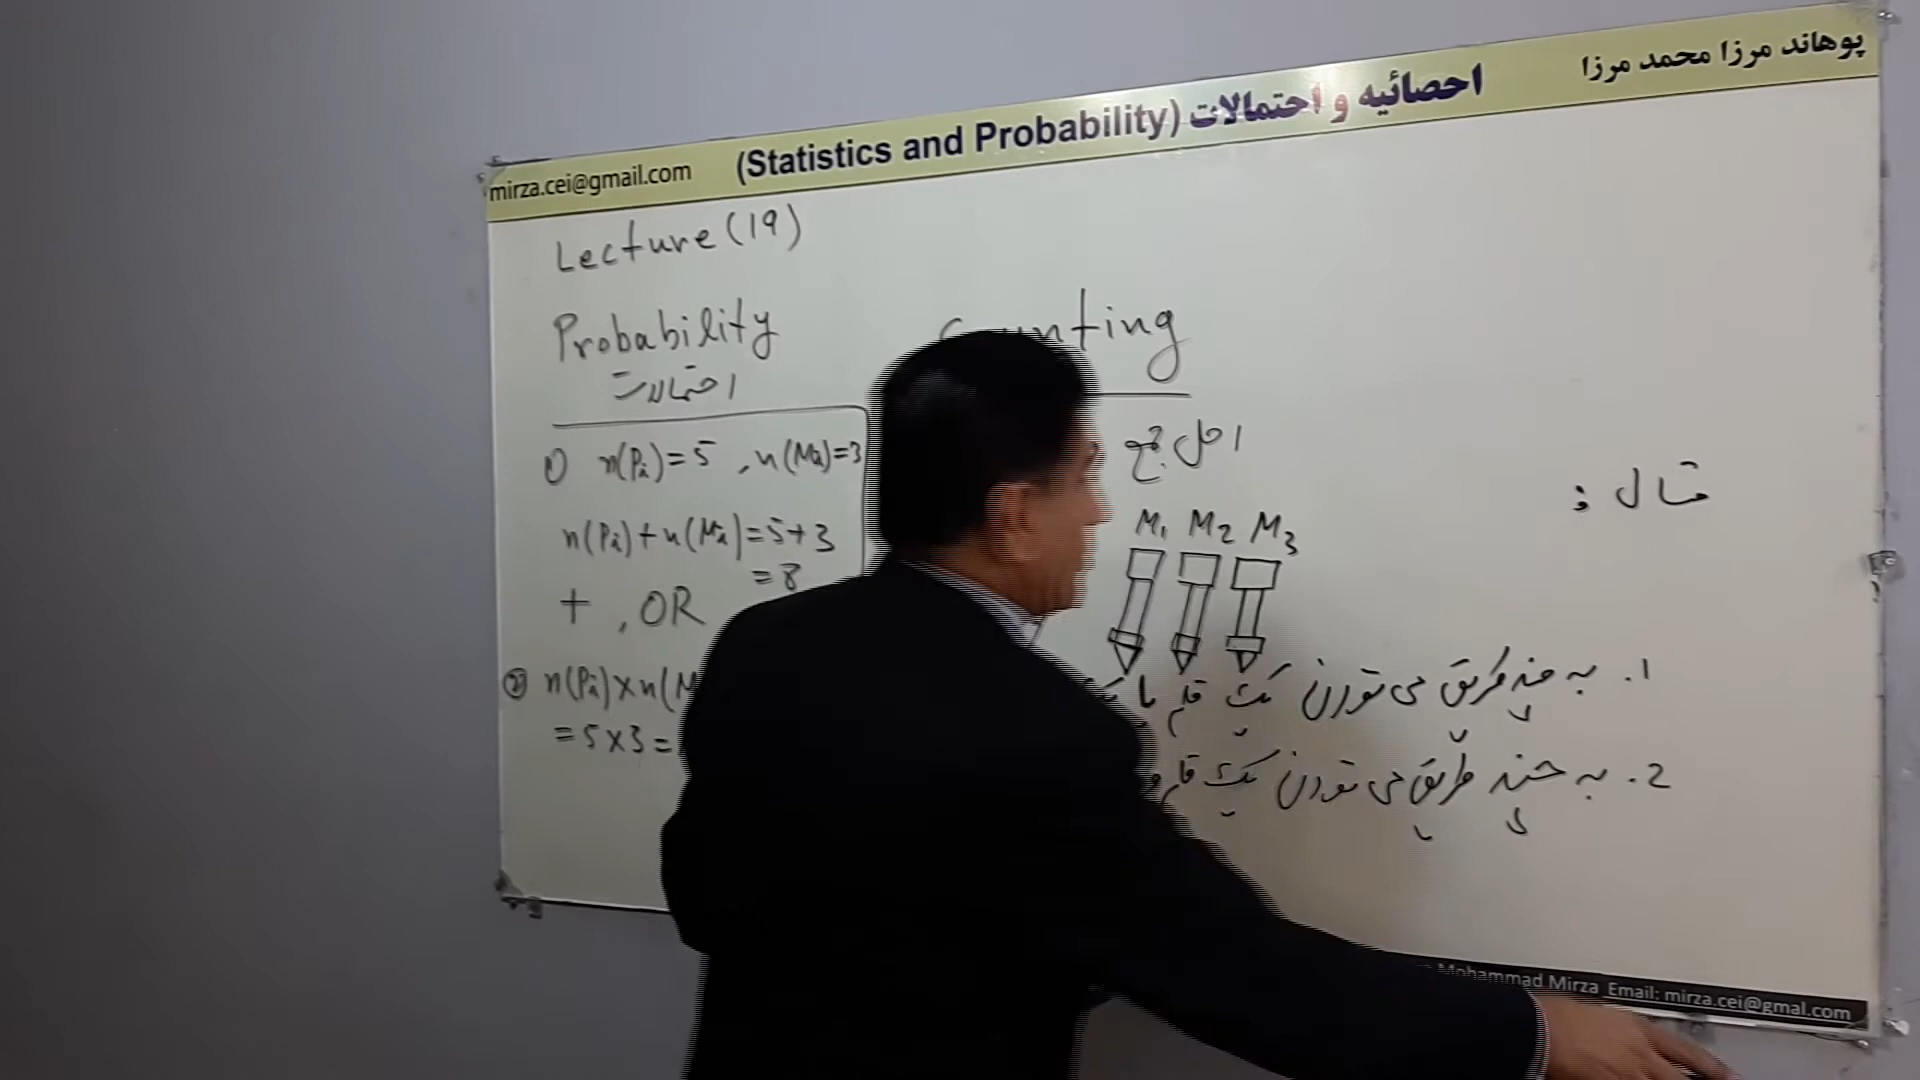 پوهاند مرزا محمد مرزا
احصائیه و احتمالات (Statistics and Probability)
mirza.cei@gmail.com
Lecture (19)
Probability
احتمالات
① n(Pi)=5 , n(Mi)=3
n(Pi)+n(Mi)=5+3
=8
+ , OR
② n(Pi)×n(M
=5×3=
nting
اصل جمع
M1 M2 M3
مثال :
1. به چند طریق می توان یک قلم یا
2. به چند طریق می توان یک قلم و
Mohammad Mirza Email: mirza.cei@gmal.com